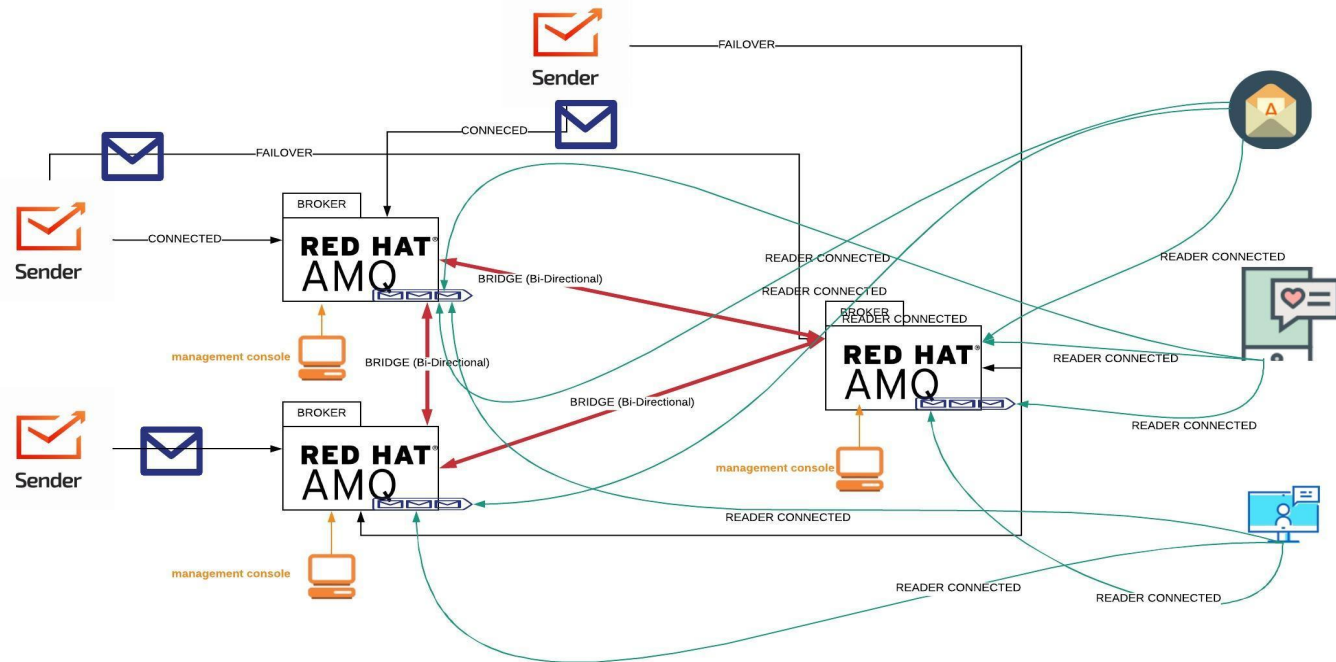 FAILOVER
Sender
CONNECED
FAILOVER
BROKER
Sender
CONNECTED
RED HAT®
AMQ
BRIDGE (Bi-Directional)
READER CONNECTED
READER CONNECTED
READER CONNECTED
BROKER
READER CONNECTED
management console
BRIDGE (Bi-Directional)
RED HAT®
AMQ
READER CONNECTED
BRIDGE (Bi-Directional)
BROKER
READER CONNECTED
Sender
RED HAT®
AMQ
management console
READER CONNECTED
management console
READER CONNECTED
READER CONNECTED